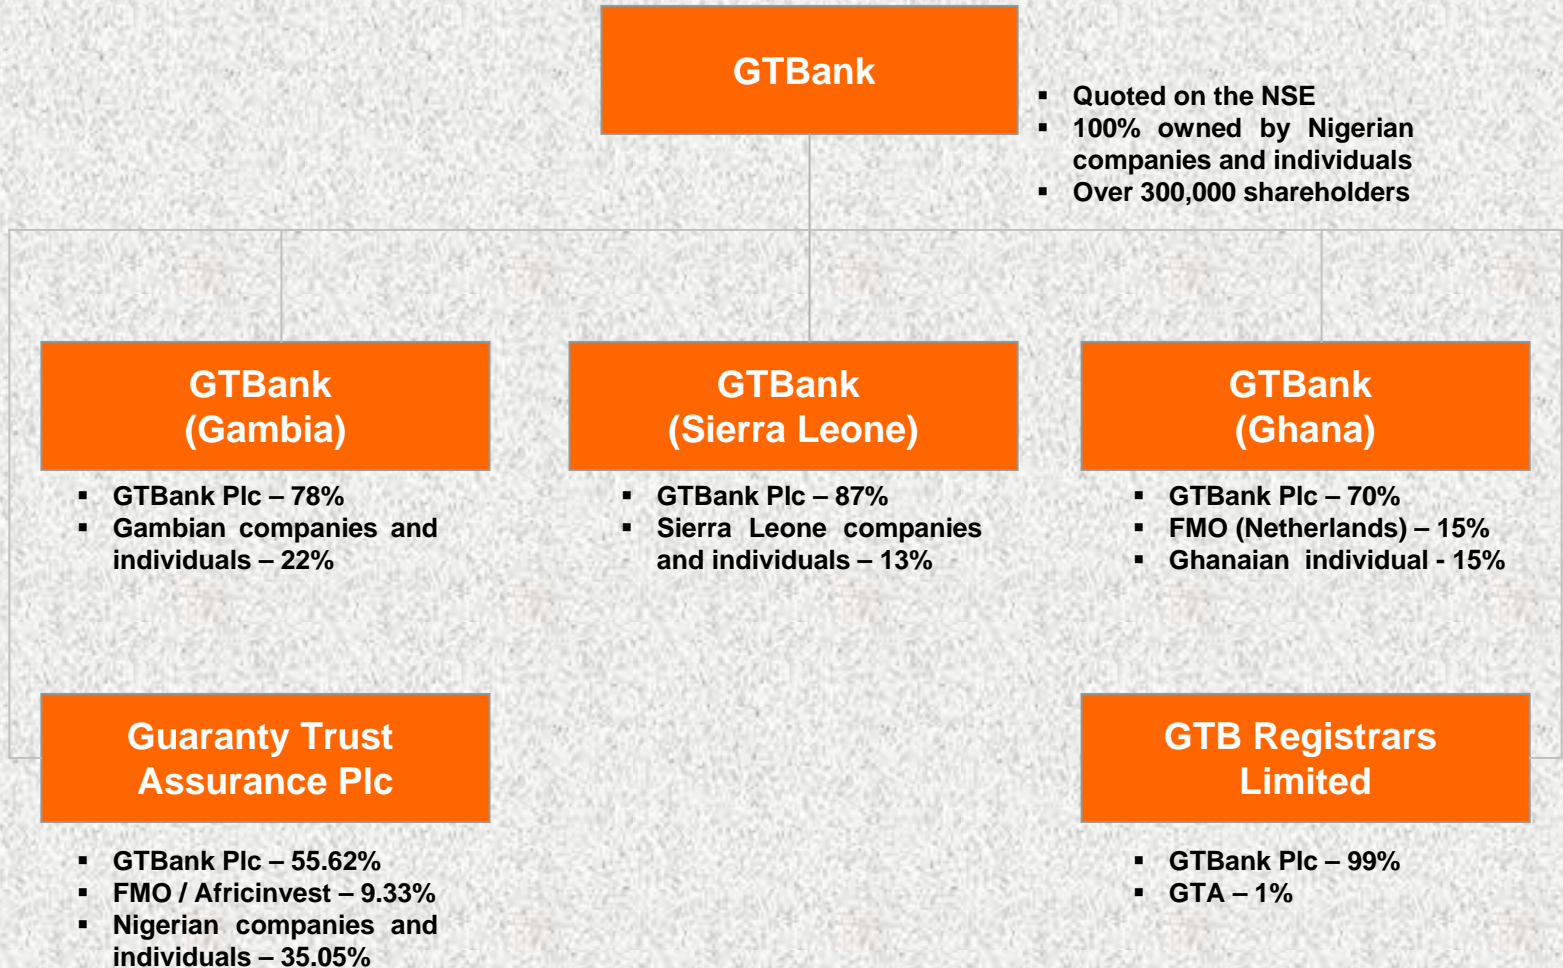 GTBank
▪ Quoted on the NSE
▪ 100% owned by Nigerian
companies and individuals
▪ Over 300,000 shareholders
GTBank
(Gambia)
▪ GTBank Plc – 78%
▪ Gambian companies and
individuals – 22%
GTBank
(Sierra Leone)
▪ GTBank Plc – 87%
▪ Sierra Leone companies
and individuals – 13%
GTBank
(Ghana)
▪ GTBank Plc – 70%
▪ FMO (Netherlands) – 15%
▪ Ghanaian individual - 15%
Guaranty Trust
Assurance Plc
▪ GTBank Plc – 55.62%
▪ FMO / Africinvest – 9.33%
▪ Nigerian companies and
individuals – 35.05%
GTB Registrars
Limited
▪ GTBank Plc – 99%
▪ GTA – 1%